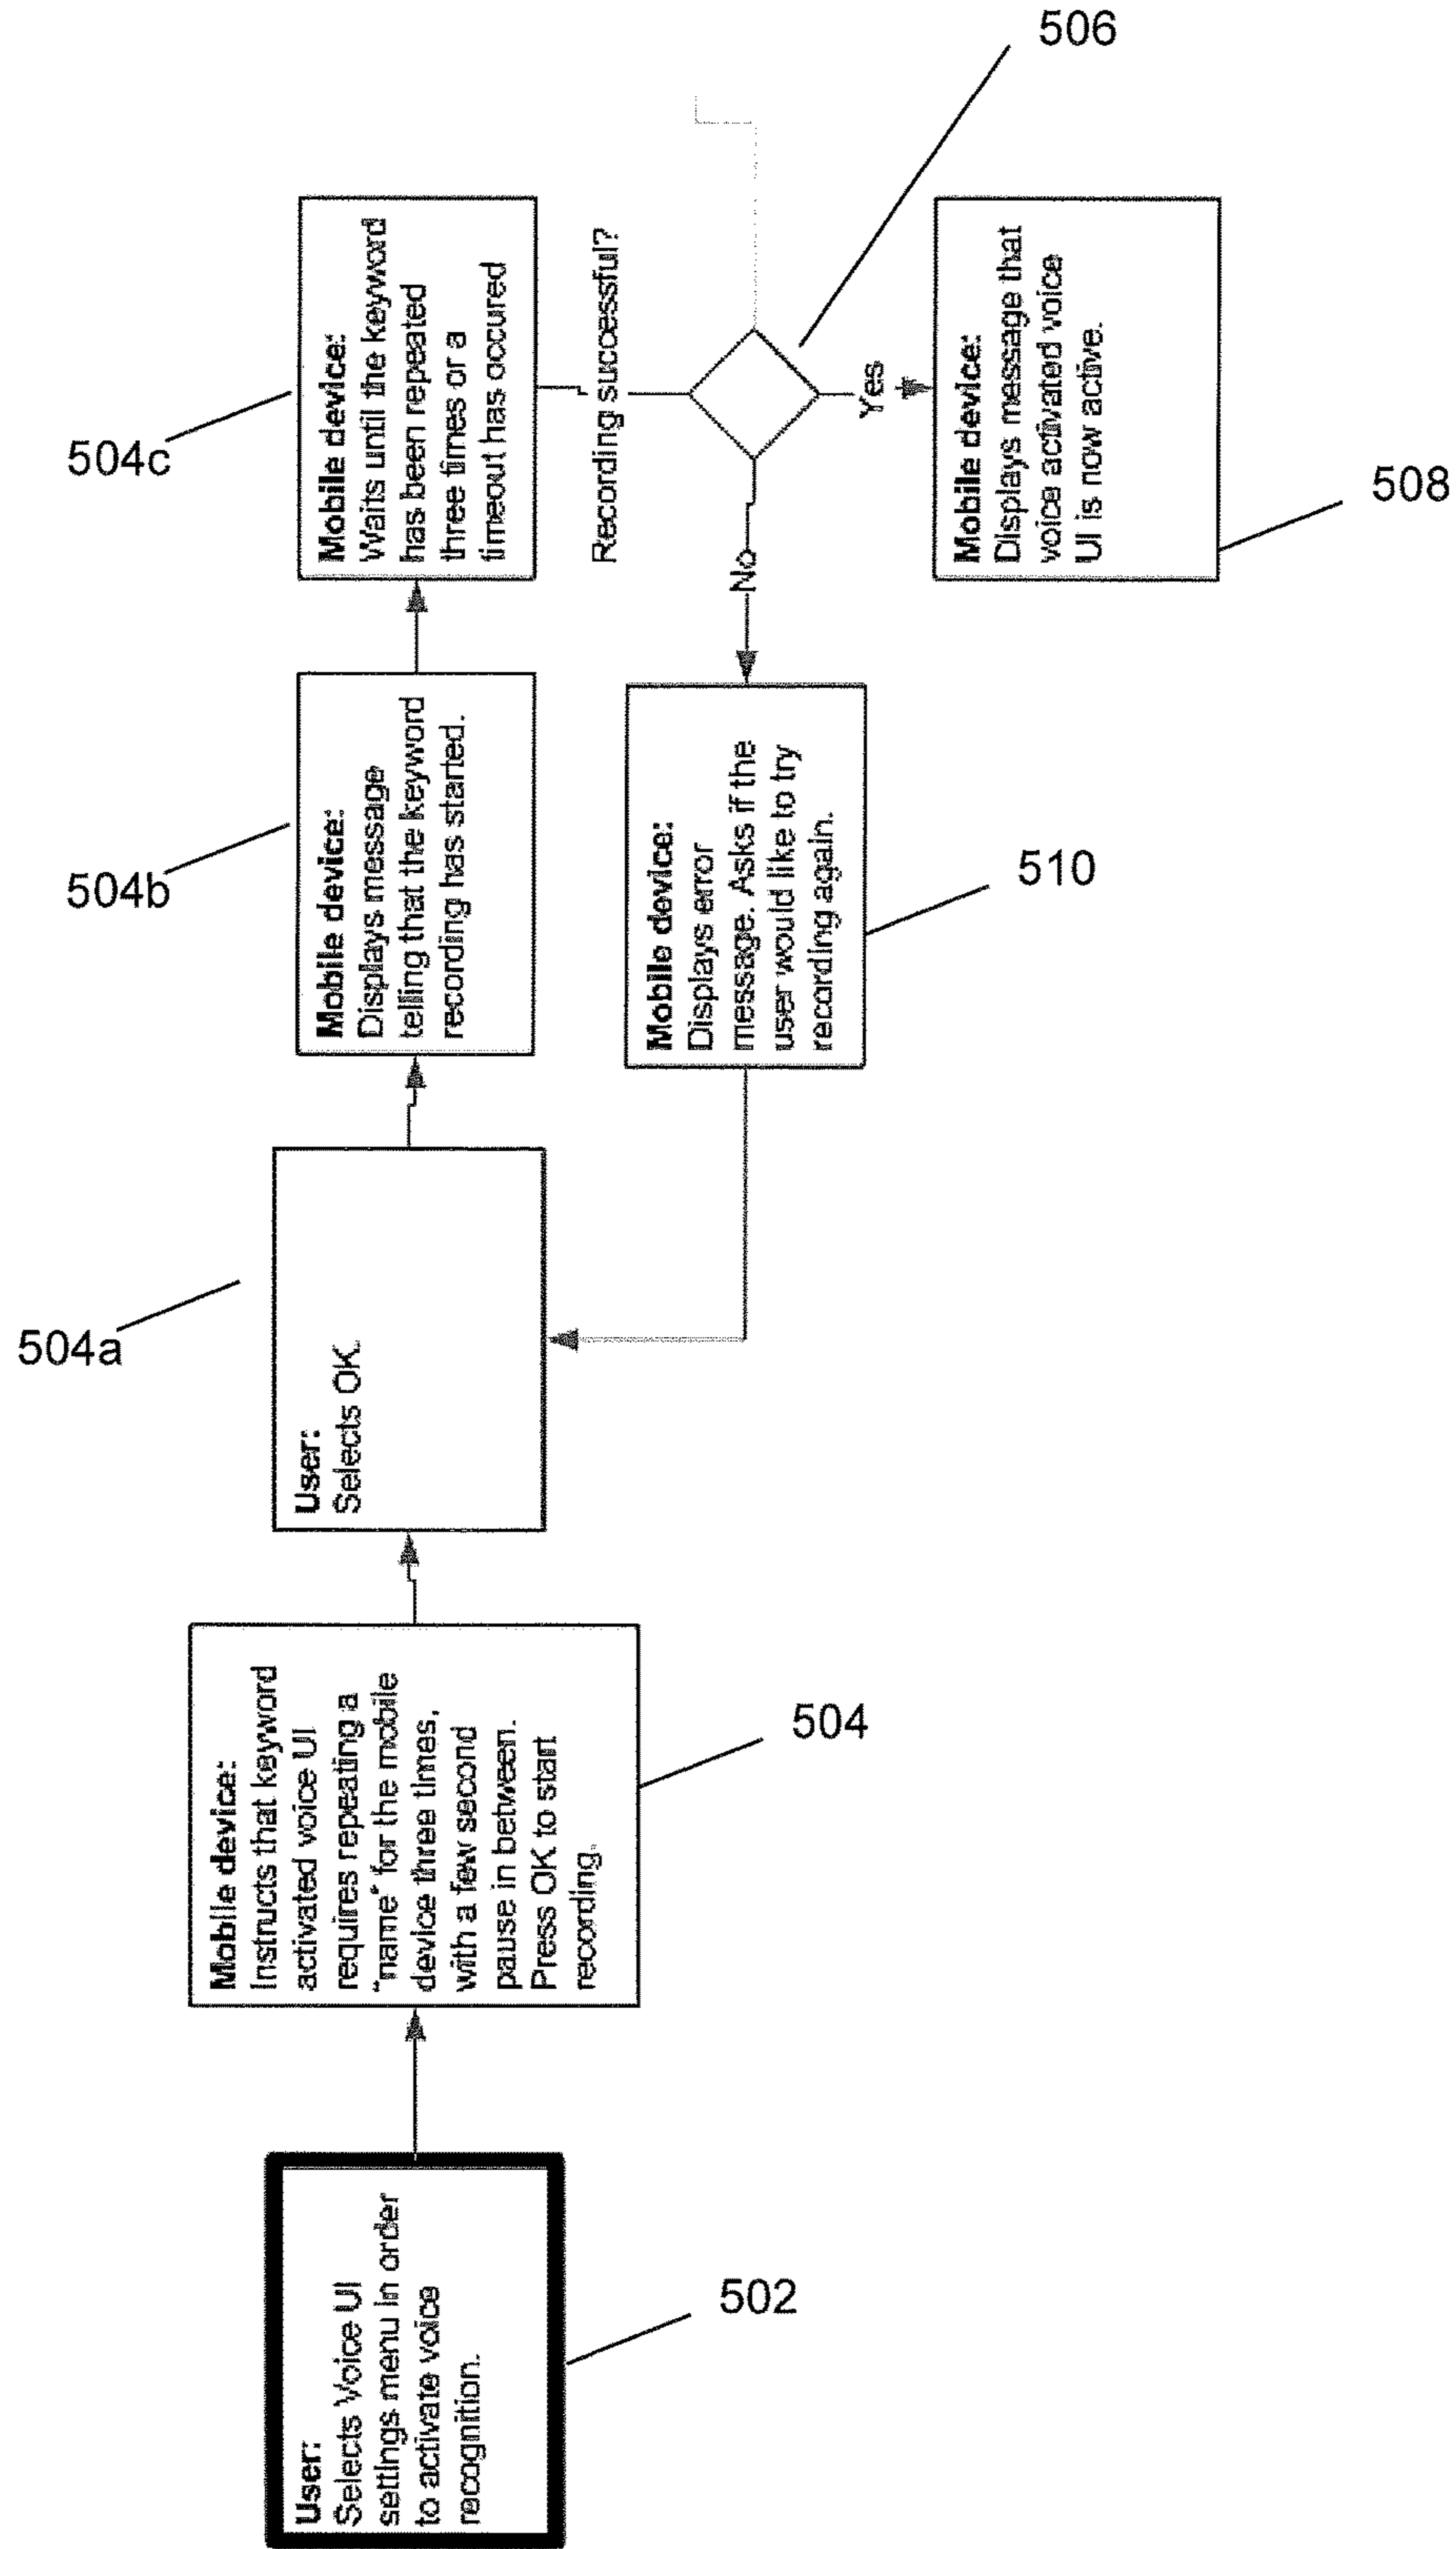 User:
Selects Voice UI
settings menu in order
to activate voice
recognition.
502
Mobile device:
Instructs that keyword
activated voice UI
requires repeating a
"name" for the mobile
device three times,
with a few second
pause in between.
Press OK to start
recording.
504
User:
Selects OK.
504a
Mobile device:
Displays message
telling that the keyword
recording has started.
504b
Mobile device:
Waits until the keyword
has been repeated
three times or a
timeout has occured
504c
Recording successful?
506
No
Yes
Mobile device:
Displays error
message. Asks if the
user would like to try
recording again.
510
Mobile device:
Displays message that
voice activated voice
UI is now active.
508